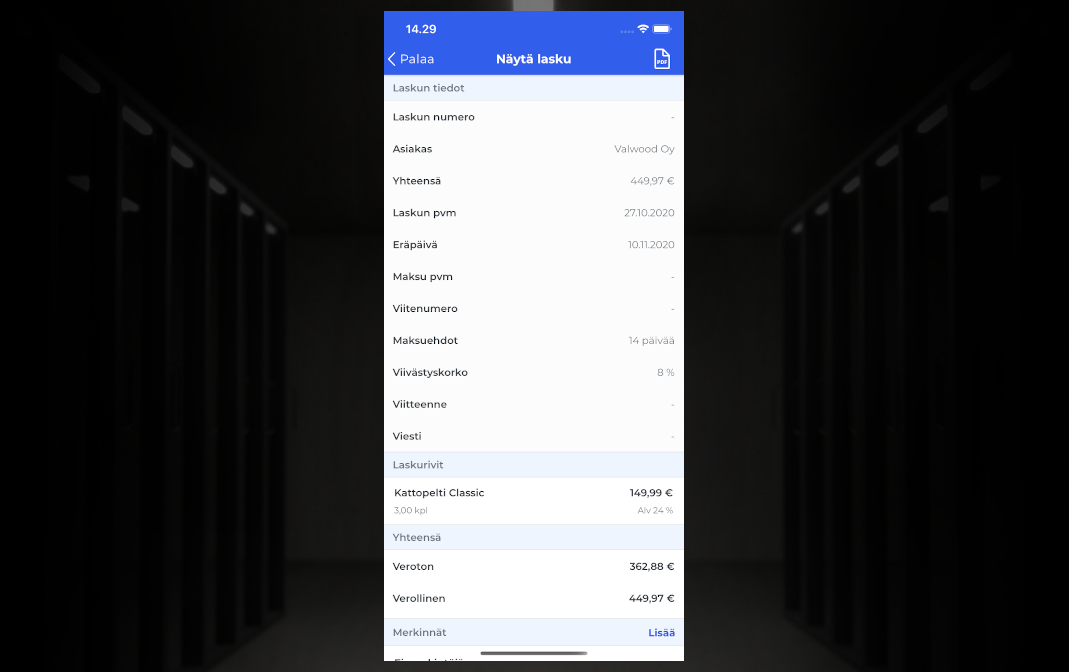 14.29
Palaa
Näytä lasku
PDF
Laskun tiedot
Laskun numero -
Asiakas Valwood Oy
Yhteensä 449,97 €
Laskun pvm 27.10.2020
Eräpäivä 10.11.2020
Maksu pvm -
Viitenumero -
Maksuehdot 14 päivää
Viivästyskorko 8 %
Viitteenne -
Viesti -
Laskurivit
Kattopelti Classic 149,99 €
3,00 kpl Alv 24 %
Yhteensä
Veroton 362,88 €
Verollinen 449,97 €
Merkinnät Lisää